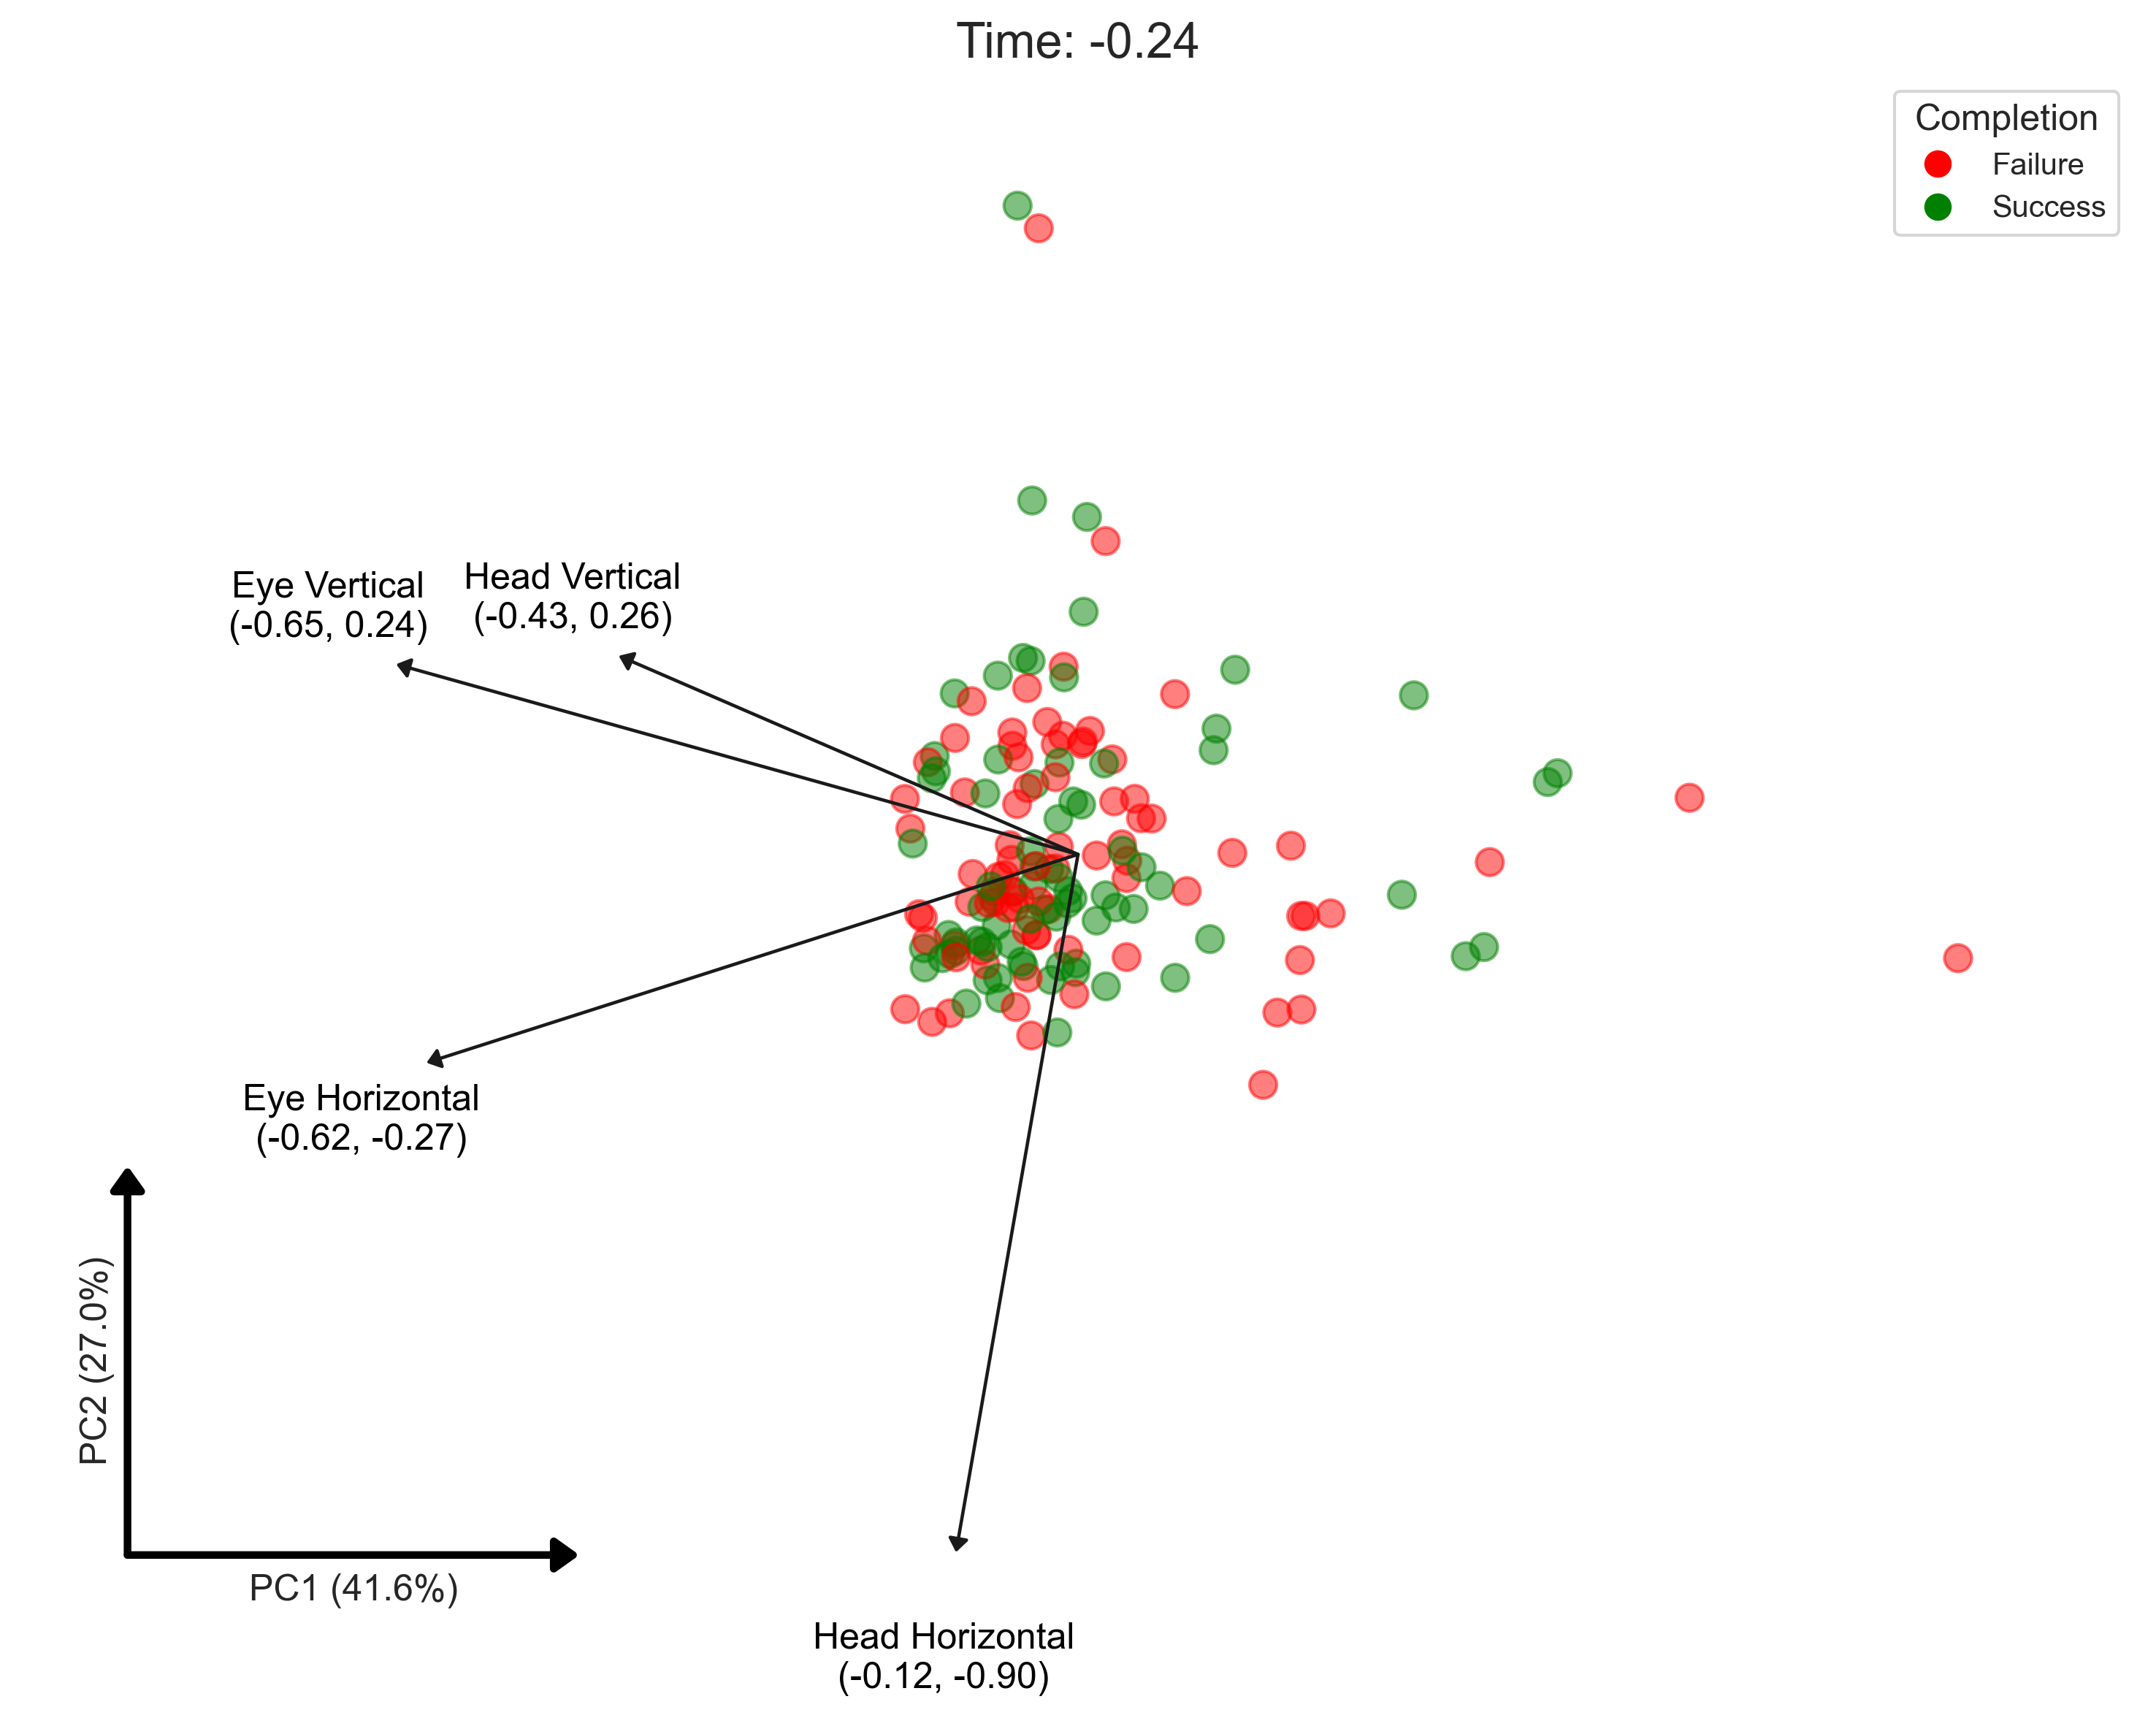 Time: -0.24
Completion
Failure
Success
Eye Vertical
(-0.65, 0.24)
Head Vertical
(-0.43, 0.26)
Eye Horizontal
(-0.62, -0.27)
PC2 (27.0%)
PC1 (41.6%)
Head Horizontal
(-0.12, -0.90)